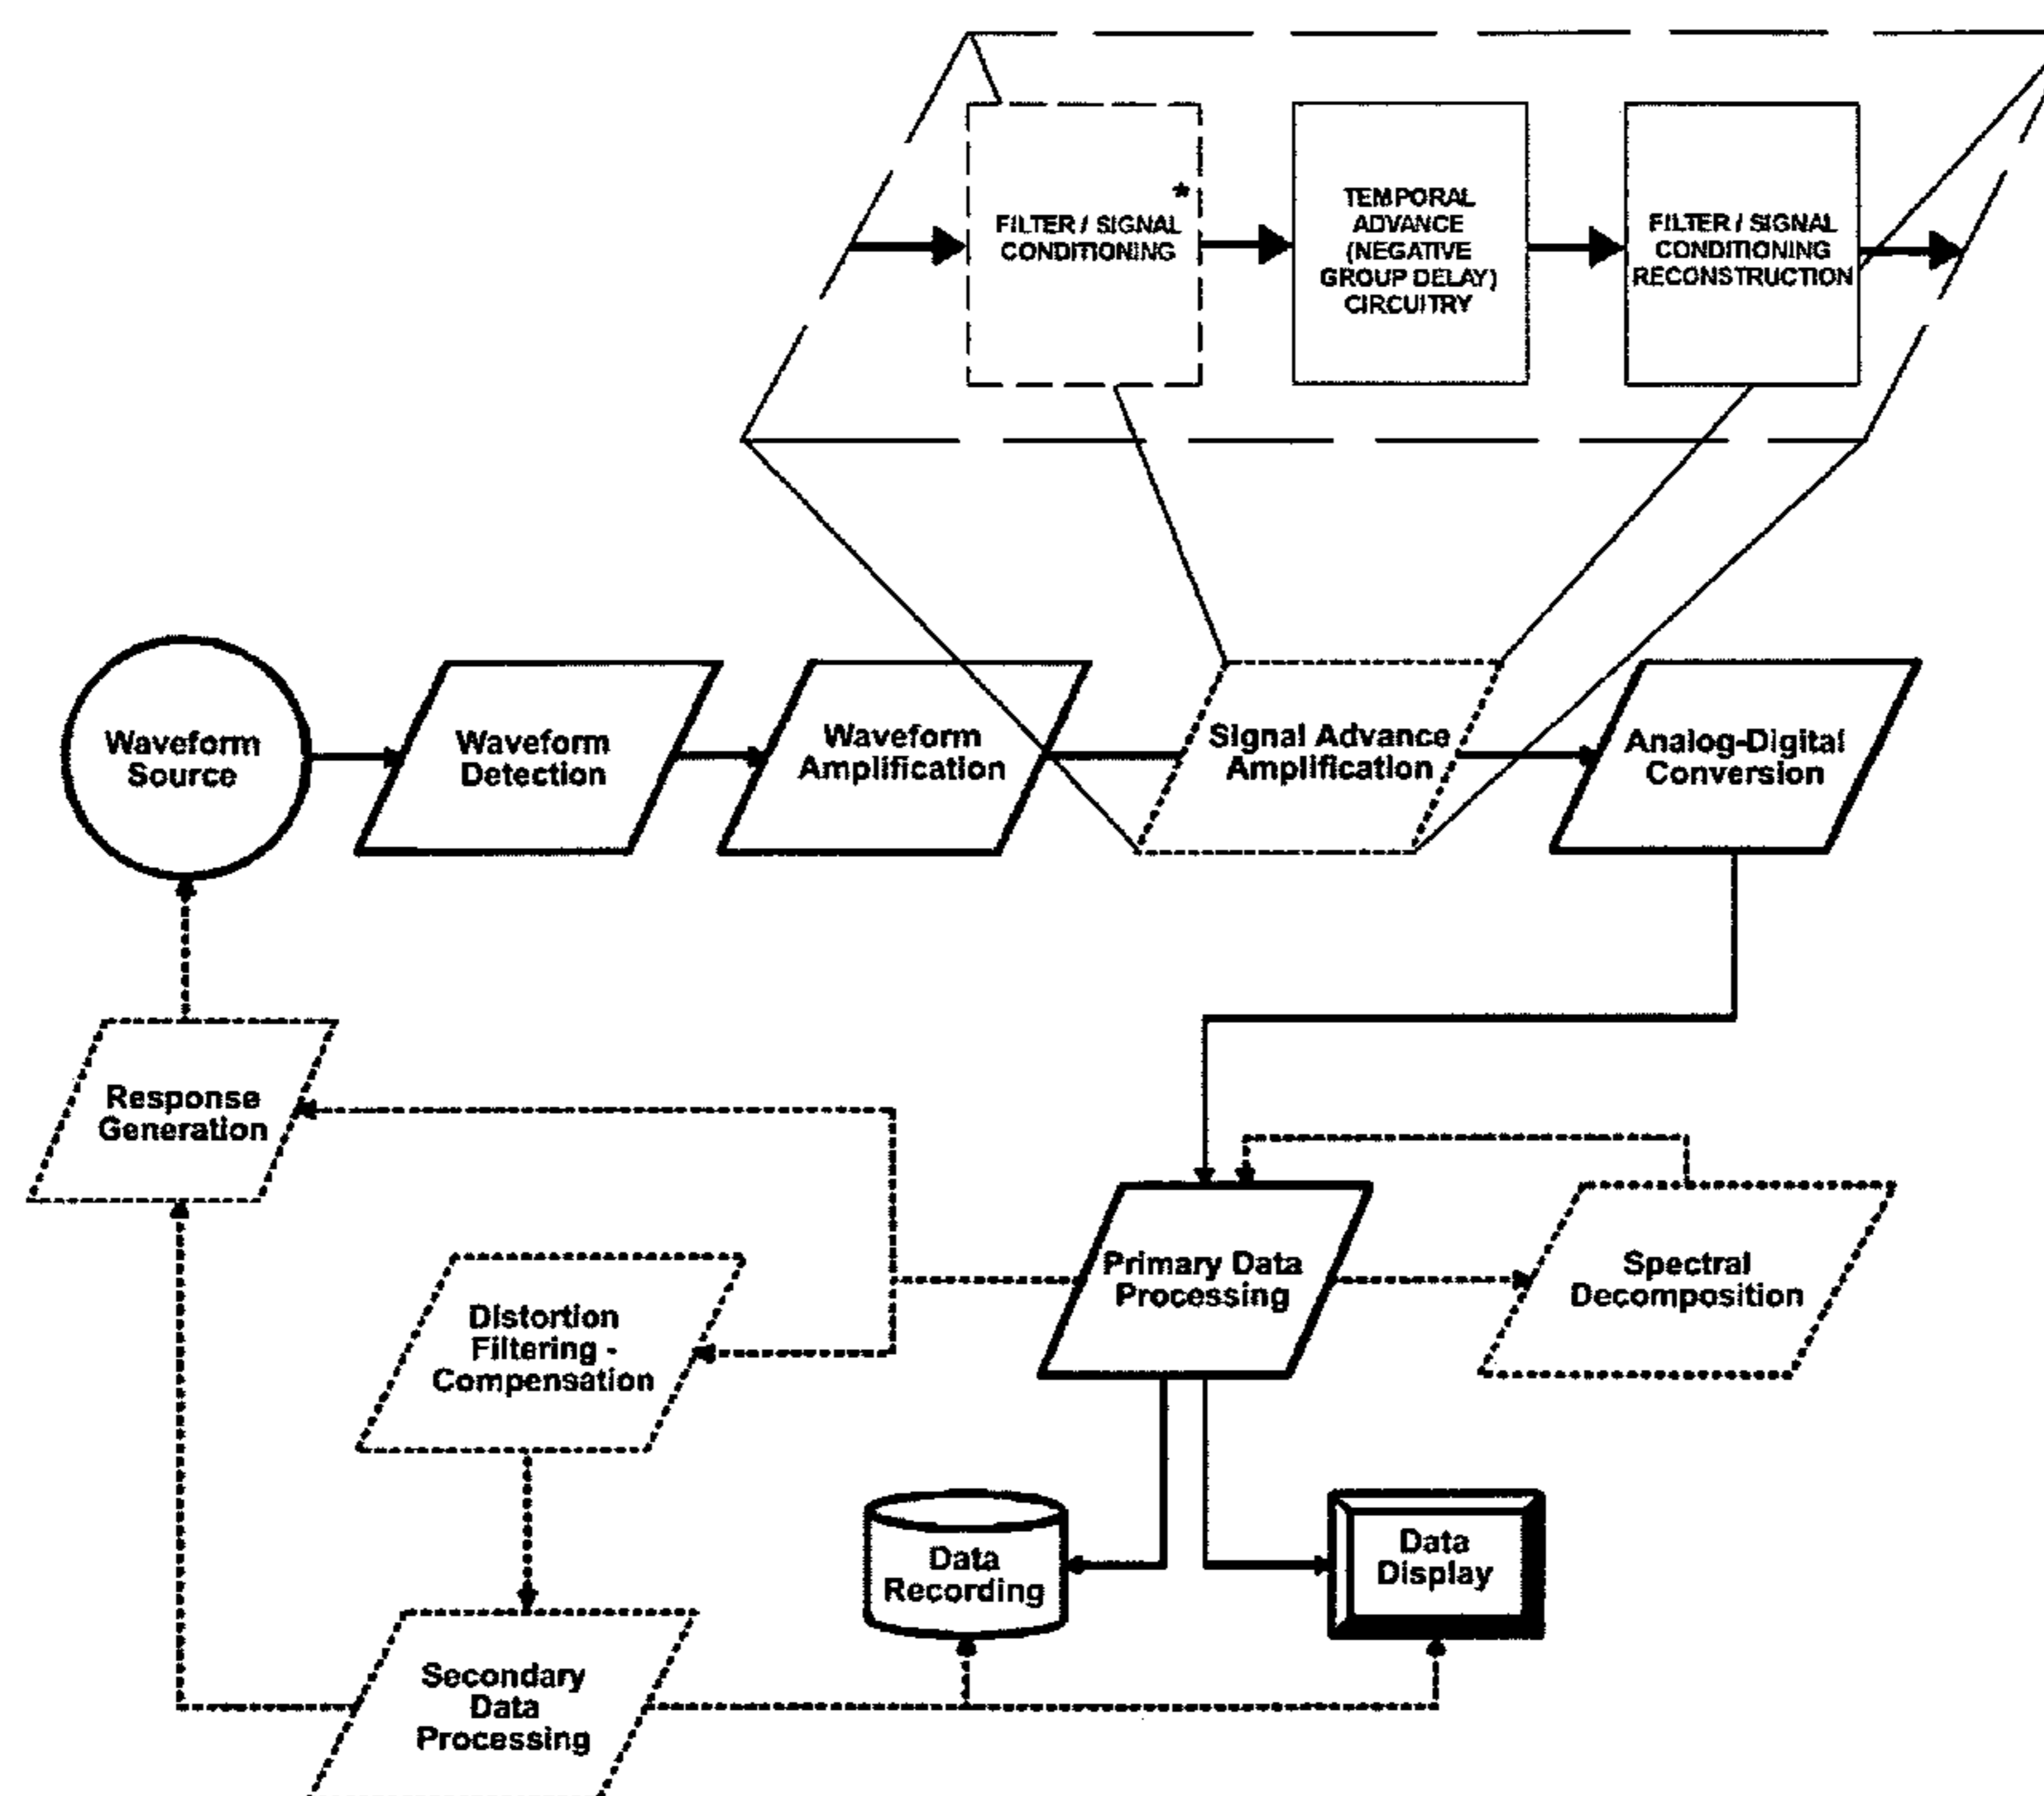 *
FILTER / SIGNAL
CONDITIONING
TEMPORAL
ADVANCE
(NEGATIVE
GROUP DELAY)
CIRCUITRY
FILTER / SIGNAL
CONDITIONING
RECONSTRUCTION
Waveform
Source
Waveform
Detection
Waveform
Amplification
Signal Advance
Amplification
Analog-Digital
Conversion
Response
Generation
Distortion
Filtering -
Compensation
Primary Data
Processing
Spectral
Decomposition
Data
Recording
Data
Display
Secondary
Data
Processing